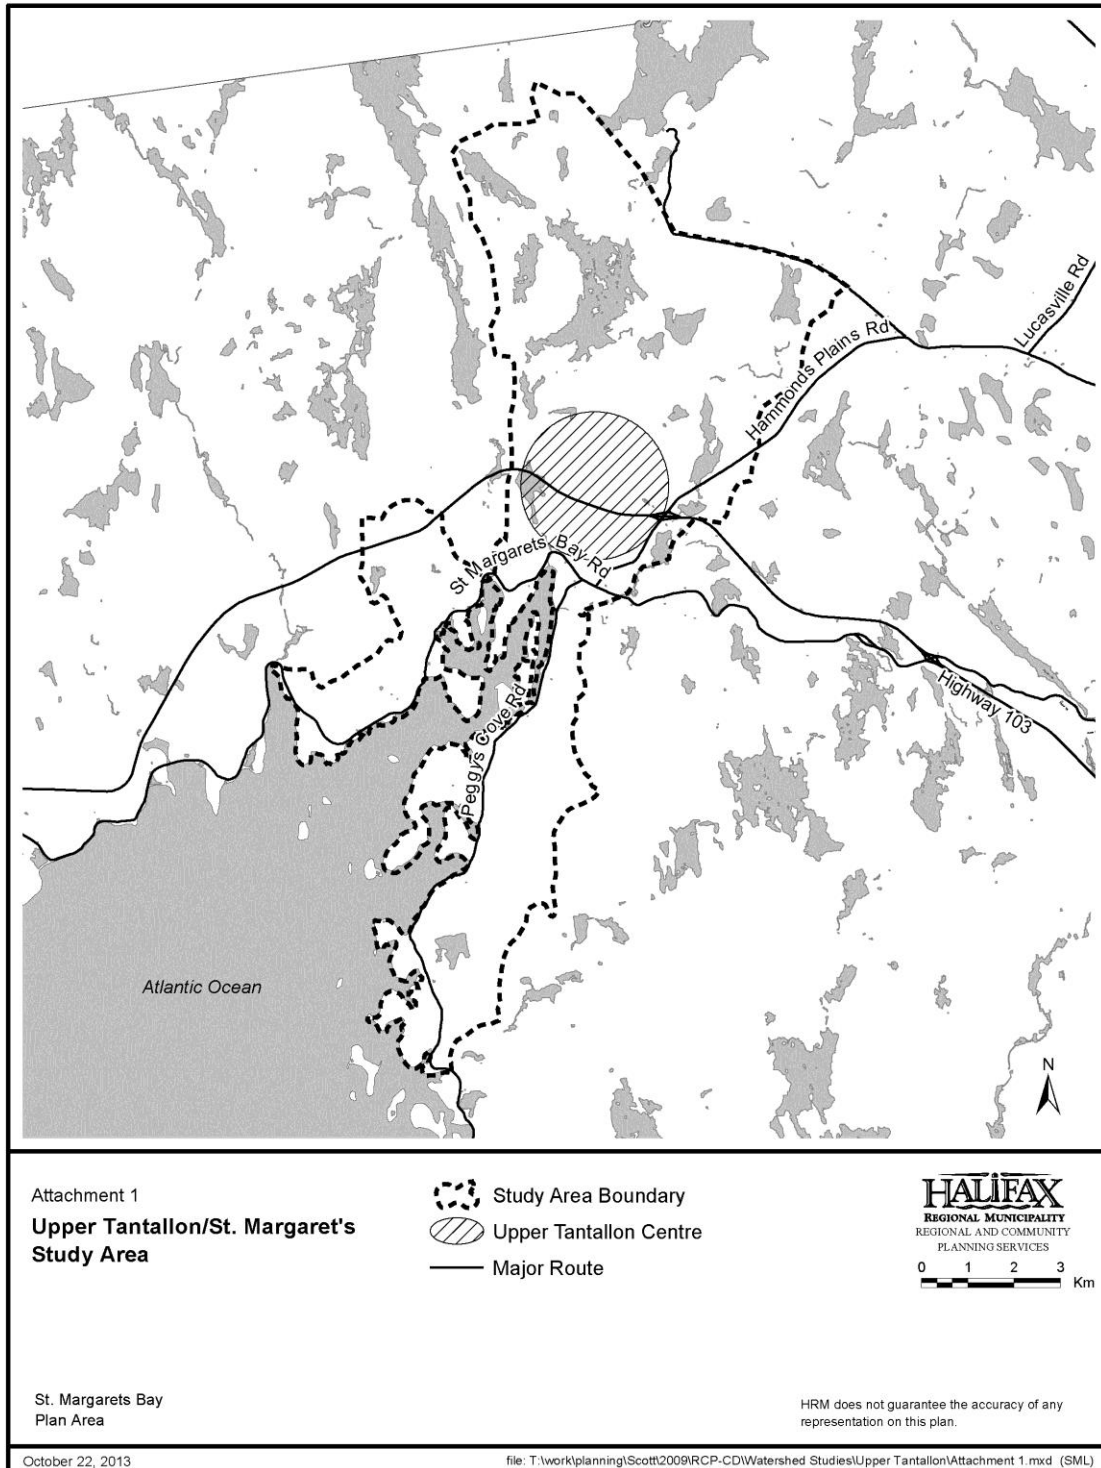 Lucasville Rd
Hammonds Plains Rd
St Margarets Bay Rd
Highway 103
Peggys Cove Rd
Atlantic Ocean
N
Attachment 1
Upper Tantallon/St. Margaret's
Study Area
Study Area Boundary
Upper Tantallon Centre
Major Route
HALIFAX
REGIONAL MUNICIPALITY
REGIONAL AND COMMUNITY
PLANNING SERVICES
0 1 2 3
Km
St. Margarets Bay
Plan Area
HRM does not guarantee the accuracy of any
representation on this plan.
October 22, 2013
file: T:\work\planning\Scott\2009\RCP-CD\Watershed Studies\Upper Tantallon\Attachment 1.mxd (SML)